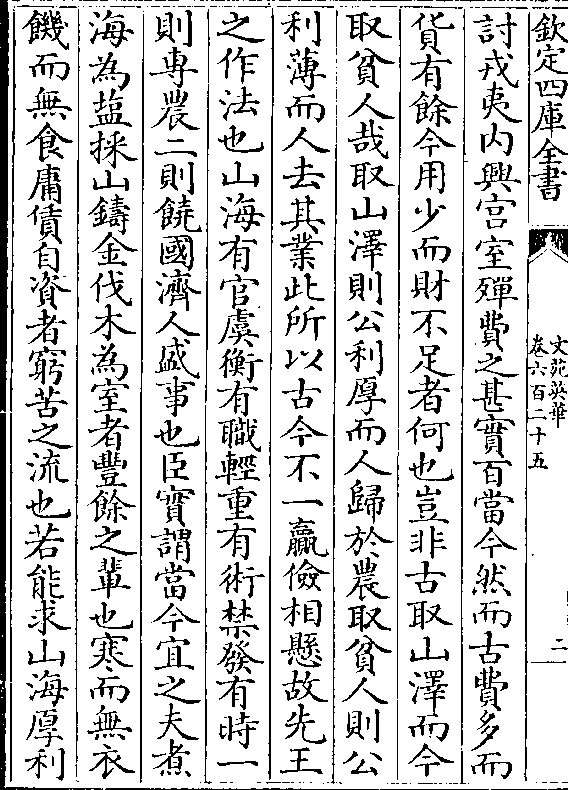 欽定四庫全書
文苑英華
卷六百二十五
二
討戎夷内興宫室殫費之甚實百當今然而古費多而
貨有餘今用少而財不足者何也豈非古取山澤而今
取貧人哉取山澤則公利厚而人歸於農取貧人則公
利薄而人去其業此所以古今不一贏儉相懸故先王
之作法也山海有官虞衡有職輕重有術禁發有時一
則専農二則饒國濟人盛事也臣實謂當今宜之夫煮
海為塩採山鑄金伐木為室者豐餘之軰也寒而無衣
饑而無食庸賃自資者窮苦之流也若能求山海厚利